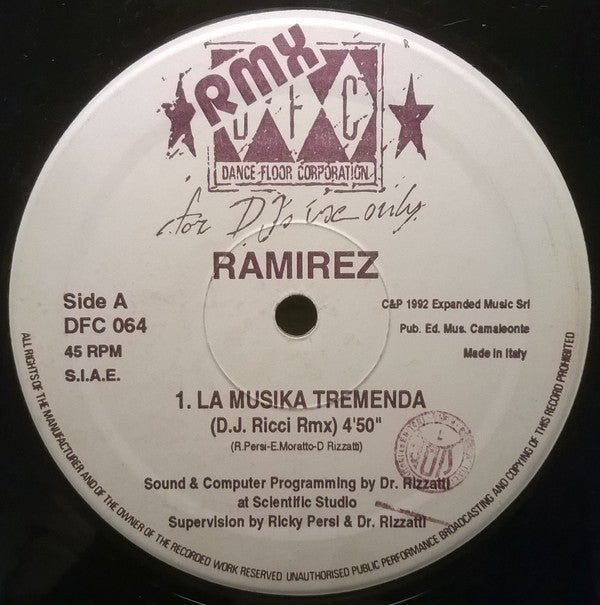 RMX
DFC
DANCE FLOOR CORPORATION
for DJs use only
RAMIREZ
Side A
DFC 064
45 RPM
S.I.A.E.
C&P 1992 Expanded Music Srl
Pub. Ed. Mus. Camaleonte
Made in Italy
1. LA MUSIKA TREMENDA
(D.J. Ricci Rmx) 4'50"
(R.Persi-E.Moratto-D Rizzatti)
Sound & Computer Programming by Dr. Rizzatti
at Scientific Studio
Supervision by Ricky Persi & Dr. Rizzatti
ALL RIGHTS OF THE MANUFACTURER AND OF THE OWNER OF THE RECORDED WORK RESERVED UNAUTHORISED PUBLIC PERFORMANCE BROADCASTING AND COPYING OF THIS RECORD PROHIBITED